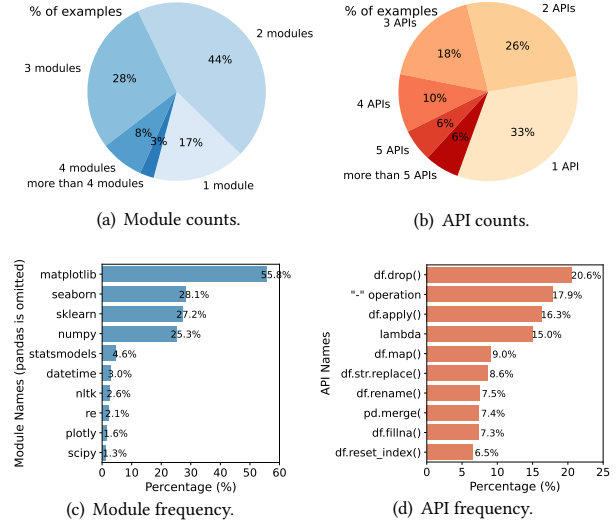 % of examples
2 modules
44%
3 modules
28%
8%
3%
17%
4 modules
more than 4 modules
1 module
(a) Module counts.
% of examples
2 APIs
3 APIs
26%
18%
4 APIs
10%
6%
6%
33%
5 APIs
more than 5 APIs
1 API
(b) API counts.
Module Names (pandas is omitted)
matplotlib 55.8%
seaborn 28.1%
sklearn 27.2%
numpy 25.3%
statsmodels 4.6%
datetime 3.0%
nltk 2.6%
re 2.1%
plotly 1.6%
scipy 1.3%
0 10 20 30 40 50 60
Percentage (%)
(c) Module frequency.
API Names
df.drop() 20.6%
"-" operation 17.9%
df.apply() 16.3%
lambda 15.0%
df.map() 9.0%
df.str.replace() 8.6%
df.rename() 7.5%
pd.merge( 7.4%
df.fillna() 7.3%
df.reset_index() 6.5%
0 5 10 15 20 25
Percentage (%)
(d) API frequency.